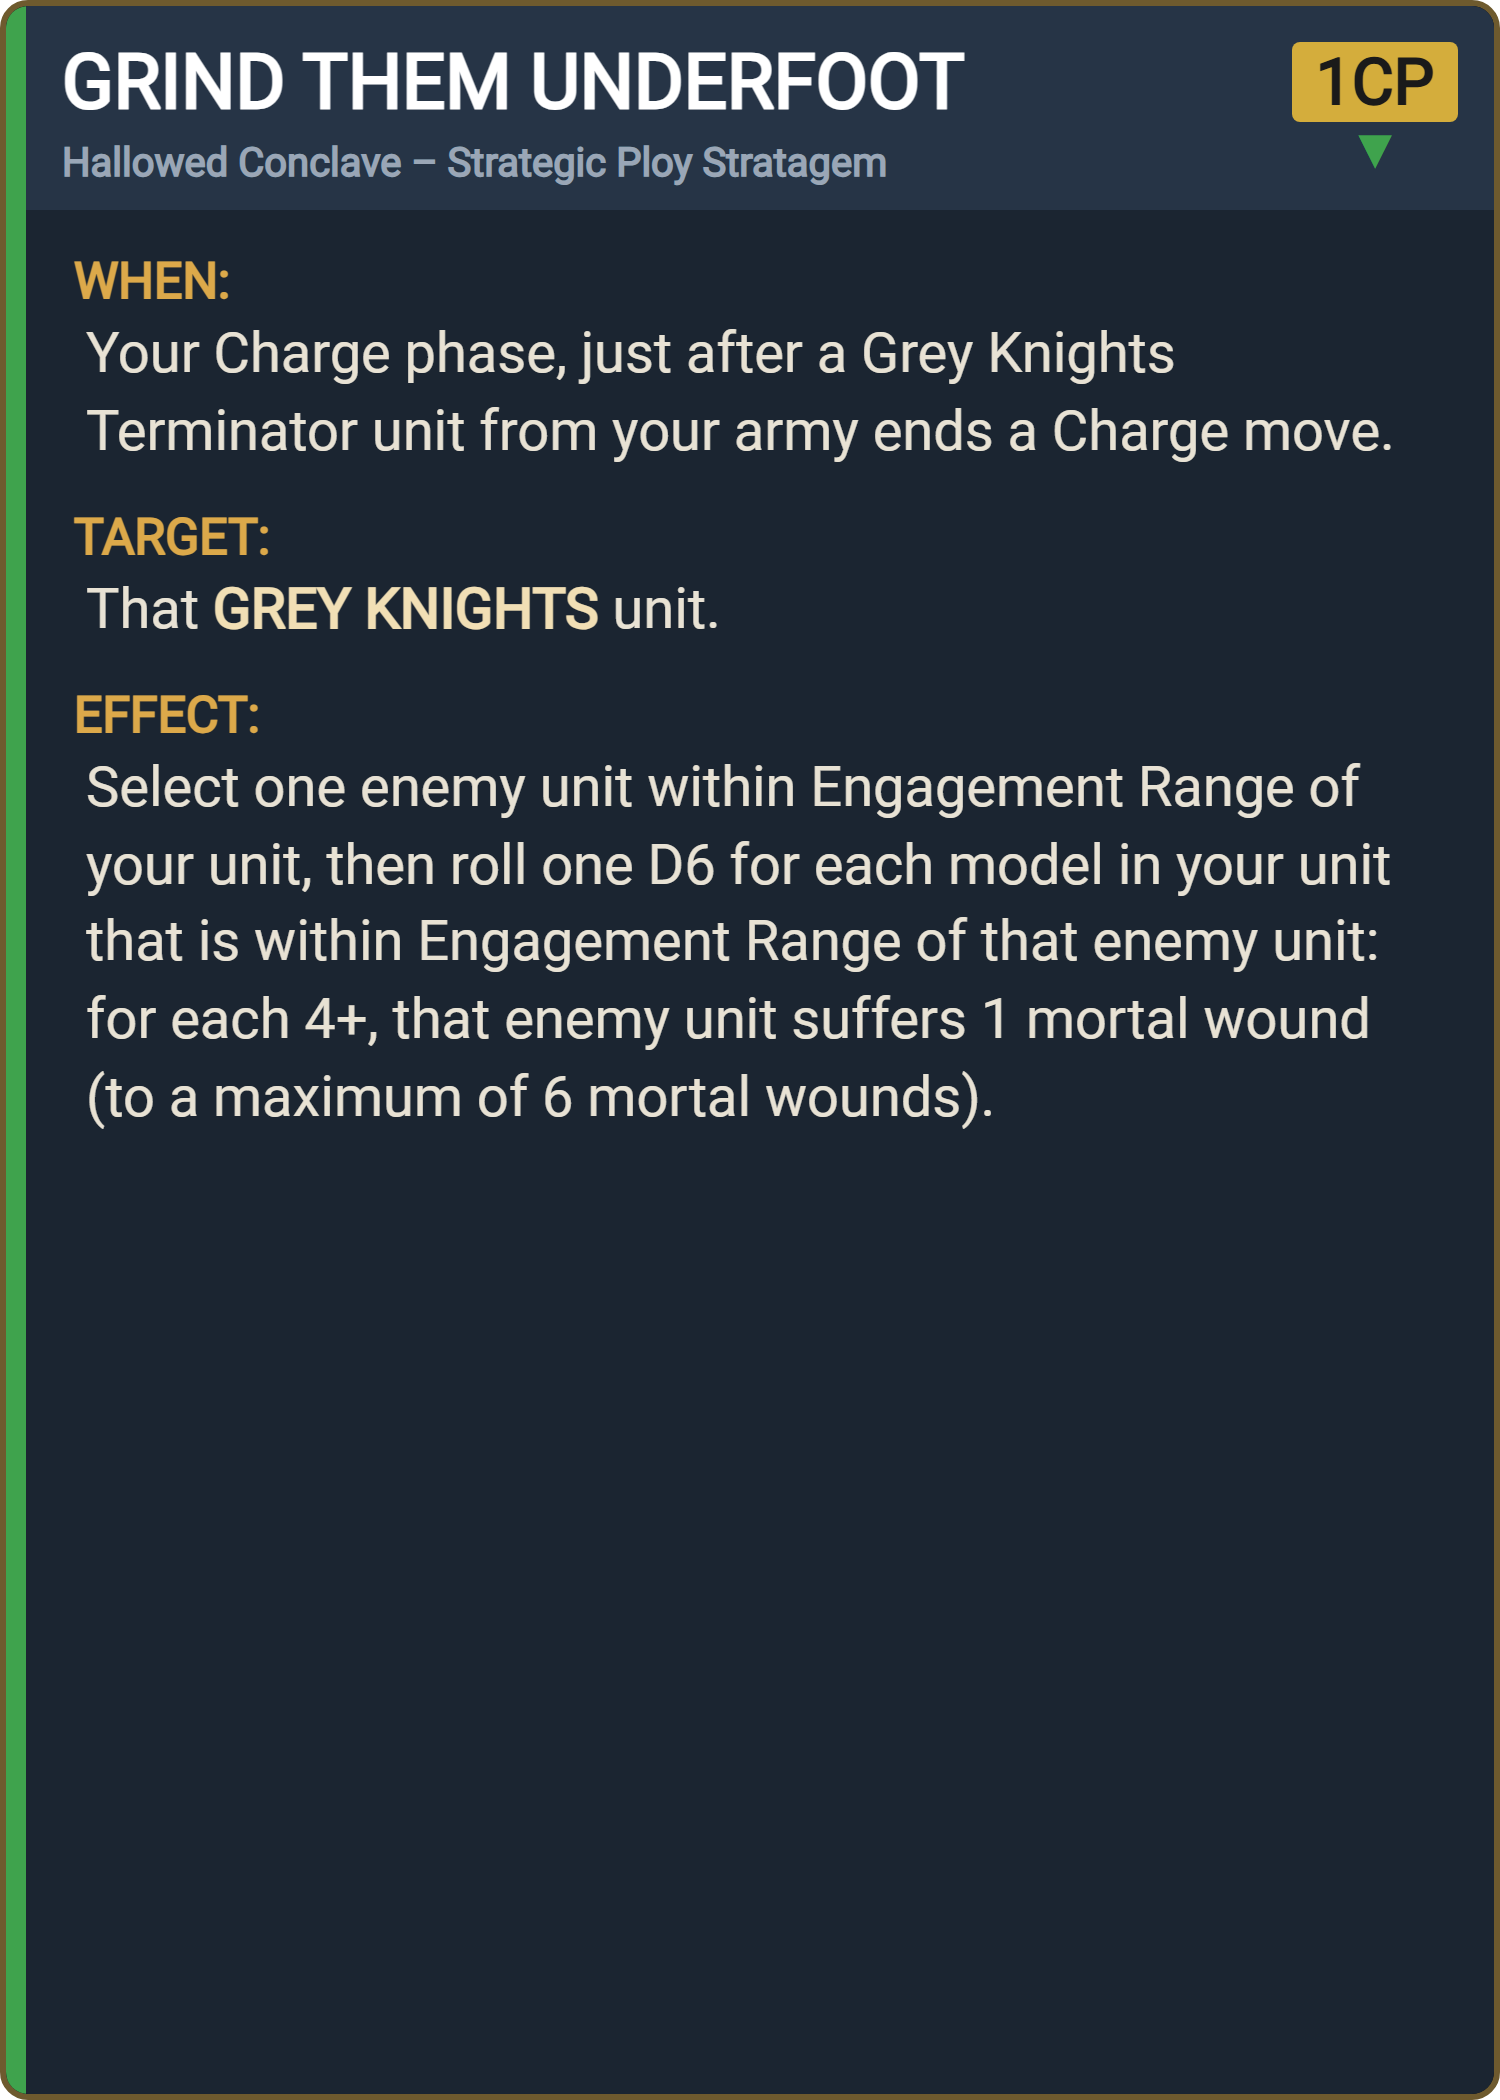 GRIND THEM UNDERFOOT
1CP
Hallowed Conclave – Strategic Ploy Stratagem
WHEN:
Your Charge phase, just after a Grey Knights
Terminator unit from your army ends a Charge move.
TARGET:
That GREY KNIGHTS unit.
EFFECT:
Select one enemy unit within Engagement Range of
your unit, then roll one D6 for each model in your unit
that is within Engagement Range of that enemy unit:
for each 4+, that enemy unit suffers 1 mortal wound
(to a maximum of 6 mortal wounds).